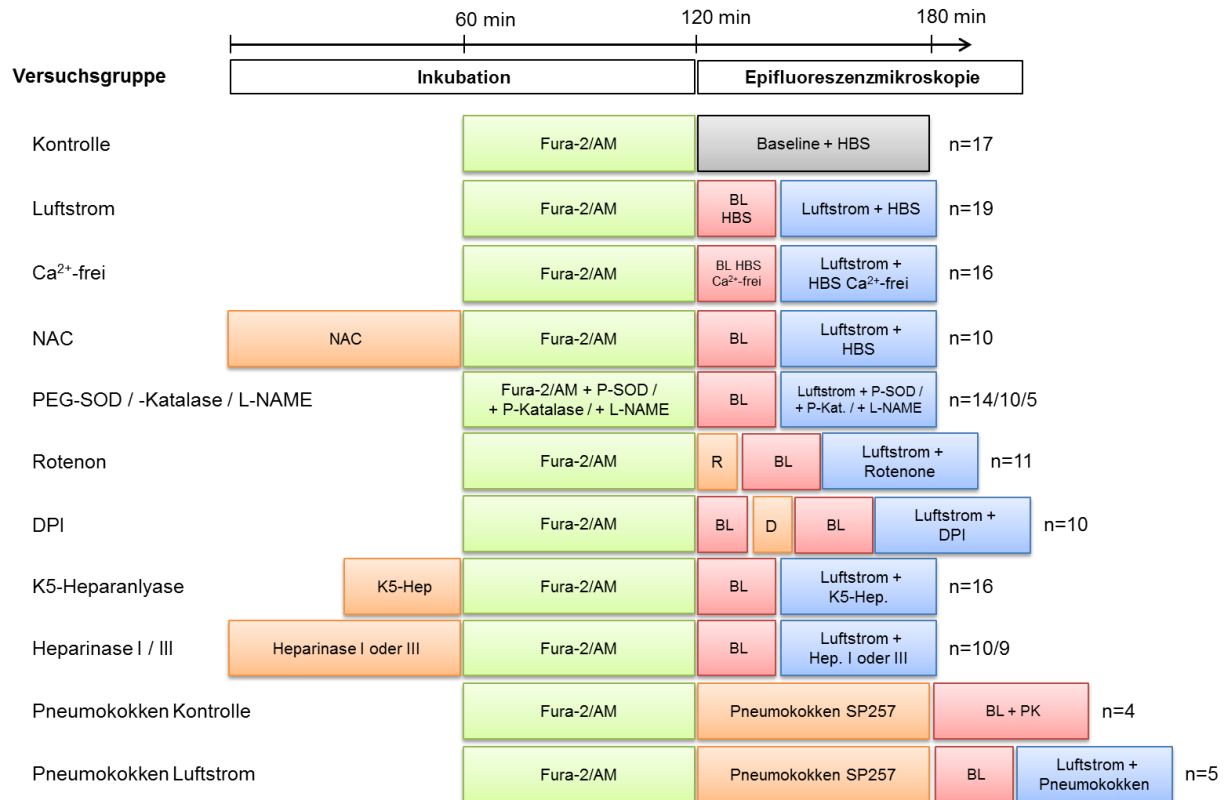 60 min 120 min 180 min
Versuchsgruppe Inkubation Epifluoreszenzmikroskopie
Kontrolle Fura-2/AM Baseline + HBS n=17
Luftstrom Fura-2/AM BL
HBS Luftstrom + HBS n=19
Ca²⁺-frei Fura-2/AM BL HBS
Ca²⁺-frei Luftstrom +
HBS Ca²⁺-frei n=16
NAC NAC Fura-2/AM BL Luftstrom +
HBS n=10
PEG-SOD / -Katalase / L-NAME Fura-2/AM + P-SOD /
+ P-Katalase / + L-NAME BL Luftstrom + P-SOD /
+ P-Kat. / + L-NAME n=14/10/5
Rotenon Fura-2/AM R BL Luftstrom +
Rotenone n=11
DPI Fura-2/AM BL D BL Luftstrom +
DPI n=10
K5-Heparanlyase K5-Hep Fura-2/AM BL Luftstrom +
K5-Hep. n=16
Heparinase I / III Heparinase I oder III Fura-2/AM BL Luftstrom +
Hep. I oder III n=10/9
Pneumokokken Kontrolle Fura-2/AM Pneumokokken SP257 BL + PK n=4
Pneumokokken Luftstrom Fura-2/AM Pneumokokken SP257 BL Luftstrom +
Pneumokokken n=5